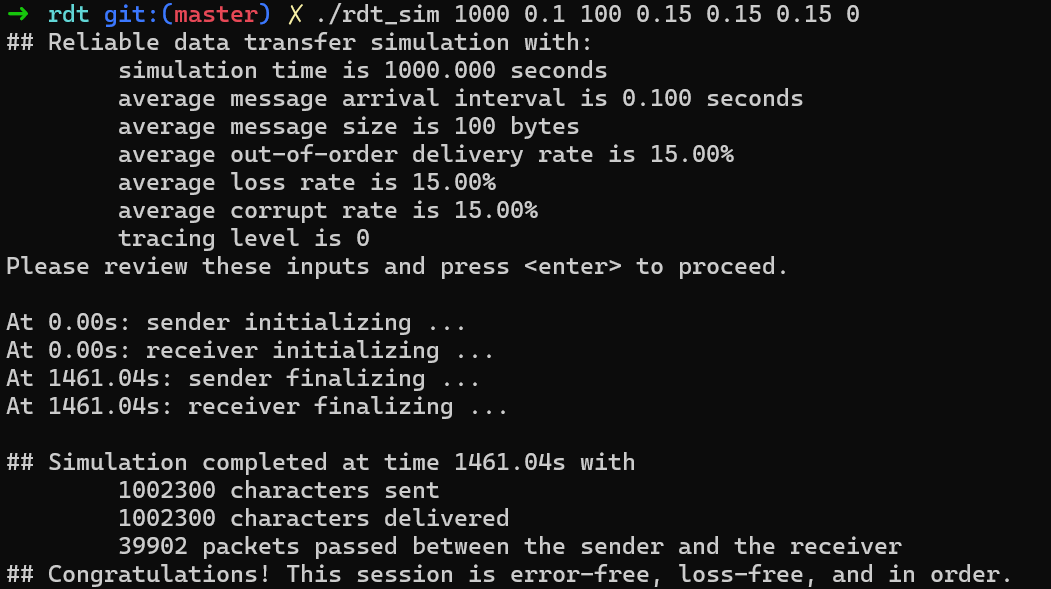 ➜ rdt git:(master) ✗ ./rdt_sim 1000 0.1 100 0.15 0.15 0.15 0
## Reliable data transfer simulation with:
simulation time is 1000.000 seconds
average message arrival interval is 0.100 seconds
average message size is 100 bytes
average out-of-order delivery rate is 15.00%
average loss rate is 15.00%
average corrupt rate is 15.00%
tracing level is 0
Please review these inputs and press <enter> to proceed.
At 0.00s: sender initializing ...
At 0.00s: receiver initializing ...
At 1461.04s: sender finalizing ...
At 1461.04s: receiver finalizing ...
## Simulation completed at time 1461.04s with
1002300 characters sent
1002300 characters delivered
39902 packets passed between the sender and the receiver
## Congratulations! This session is error-free, loss-free, and in order.